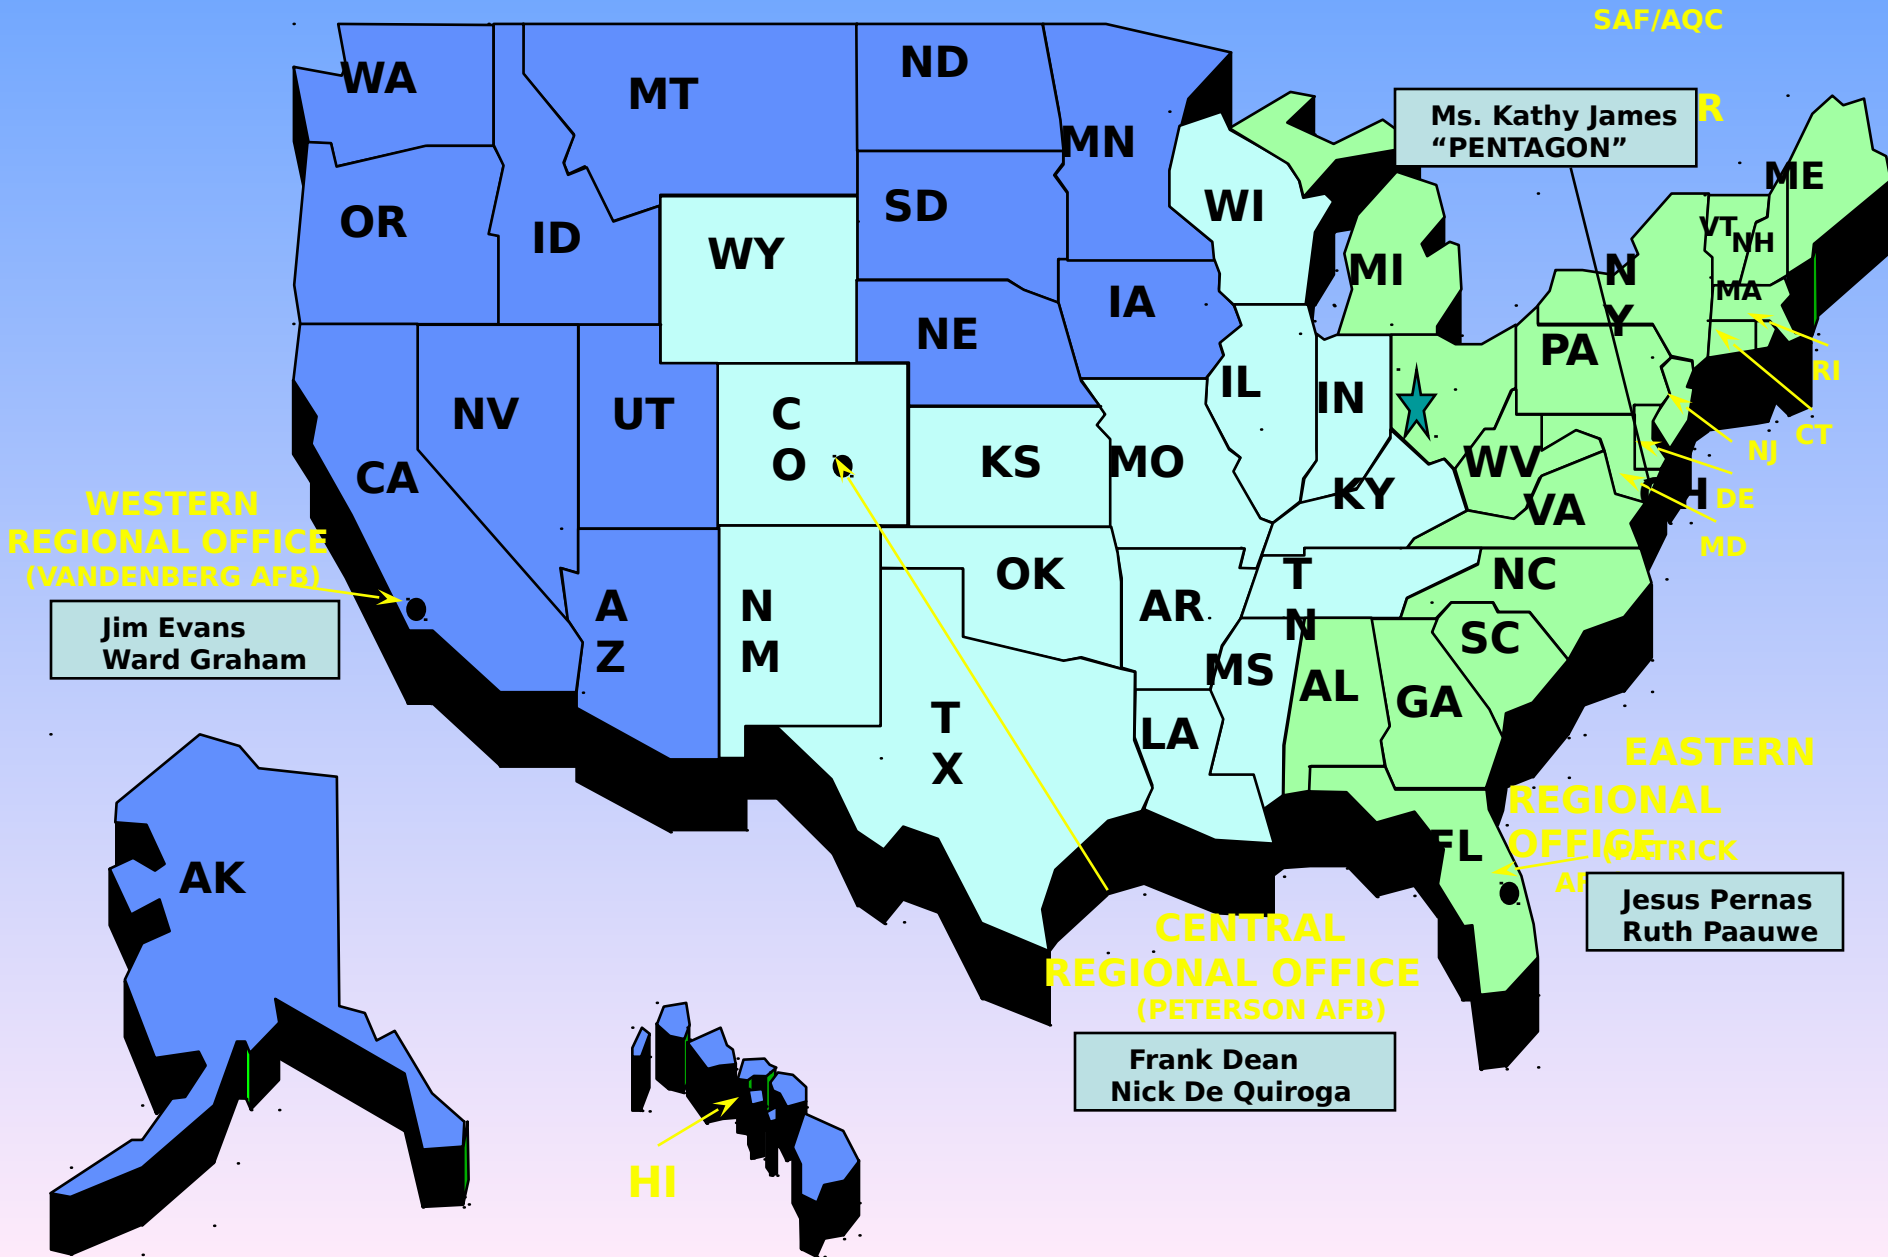 SAF/AQC
R
Ms. Kathy James
“PENTAGON”
WA
MT
ND
MN
ME
OR
ID
WY
SD
WI
MI
VT
NH
N
Y
MA
IA
NE
PA
RI
NV
UT
C
O
IL
IN
CT
NJ
CA
KS
MO
KY
WV
VA
H
DE
MD
WESTERN
REGIONAL OFFICE
(VANDENBERG AFB)
Jim Evans
Ward Graham
A
Z
N
M
OK
AR
T
N
NC
SC
MS
AL
GA
T
X
LA
FL
EASTERN
REGIONAL
OFFICE
(PATRICK
Jesus Pernas
Ruth Paauwe
AK
CENTRAL
REGIONAL OFFICE
(PETERSON AFB)
Frank Dean
Nick De Quiroga
HI